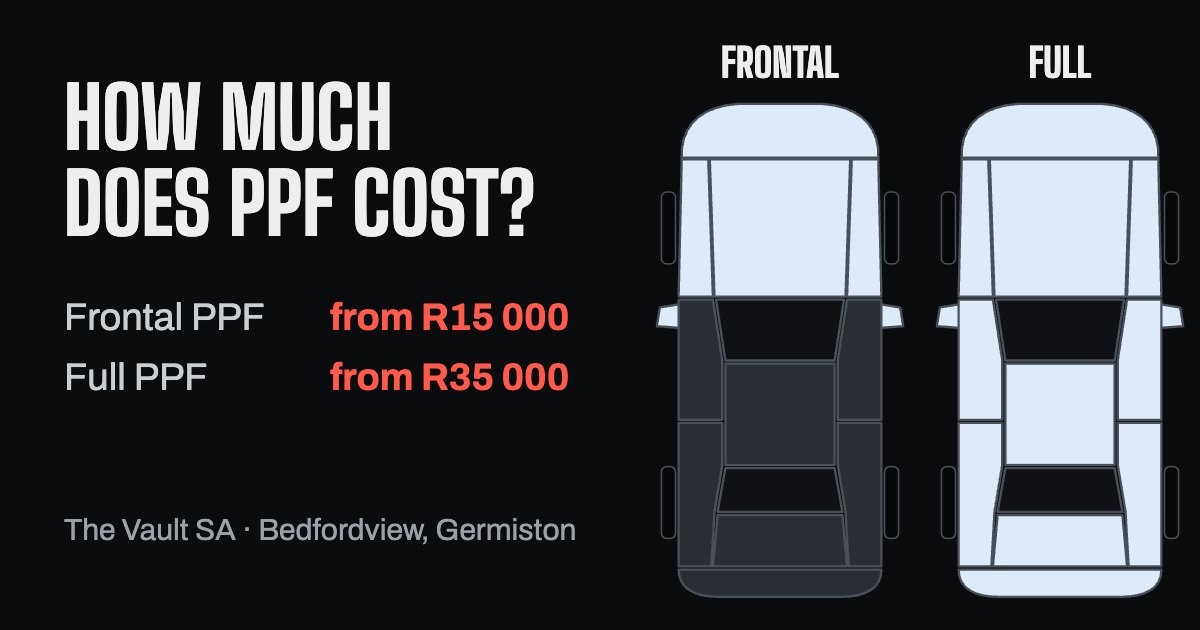 HOW MUCH
DOES PPF COST?
Frontal PPF from R15 000
Full PPF from R35 000
The Vault SA · Bedfordview, Germiston
FRONTAL
FULL